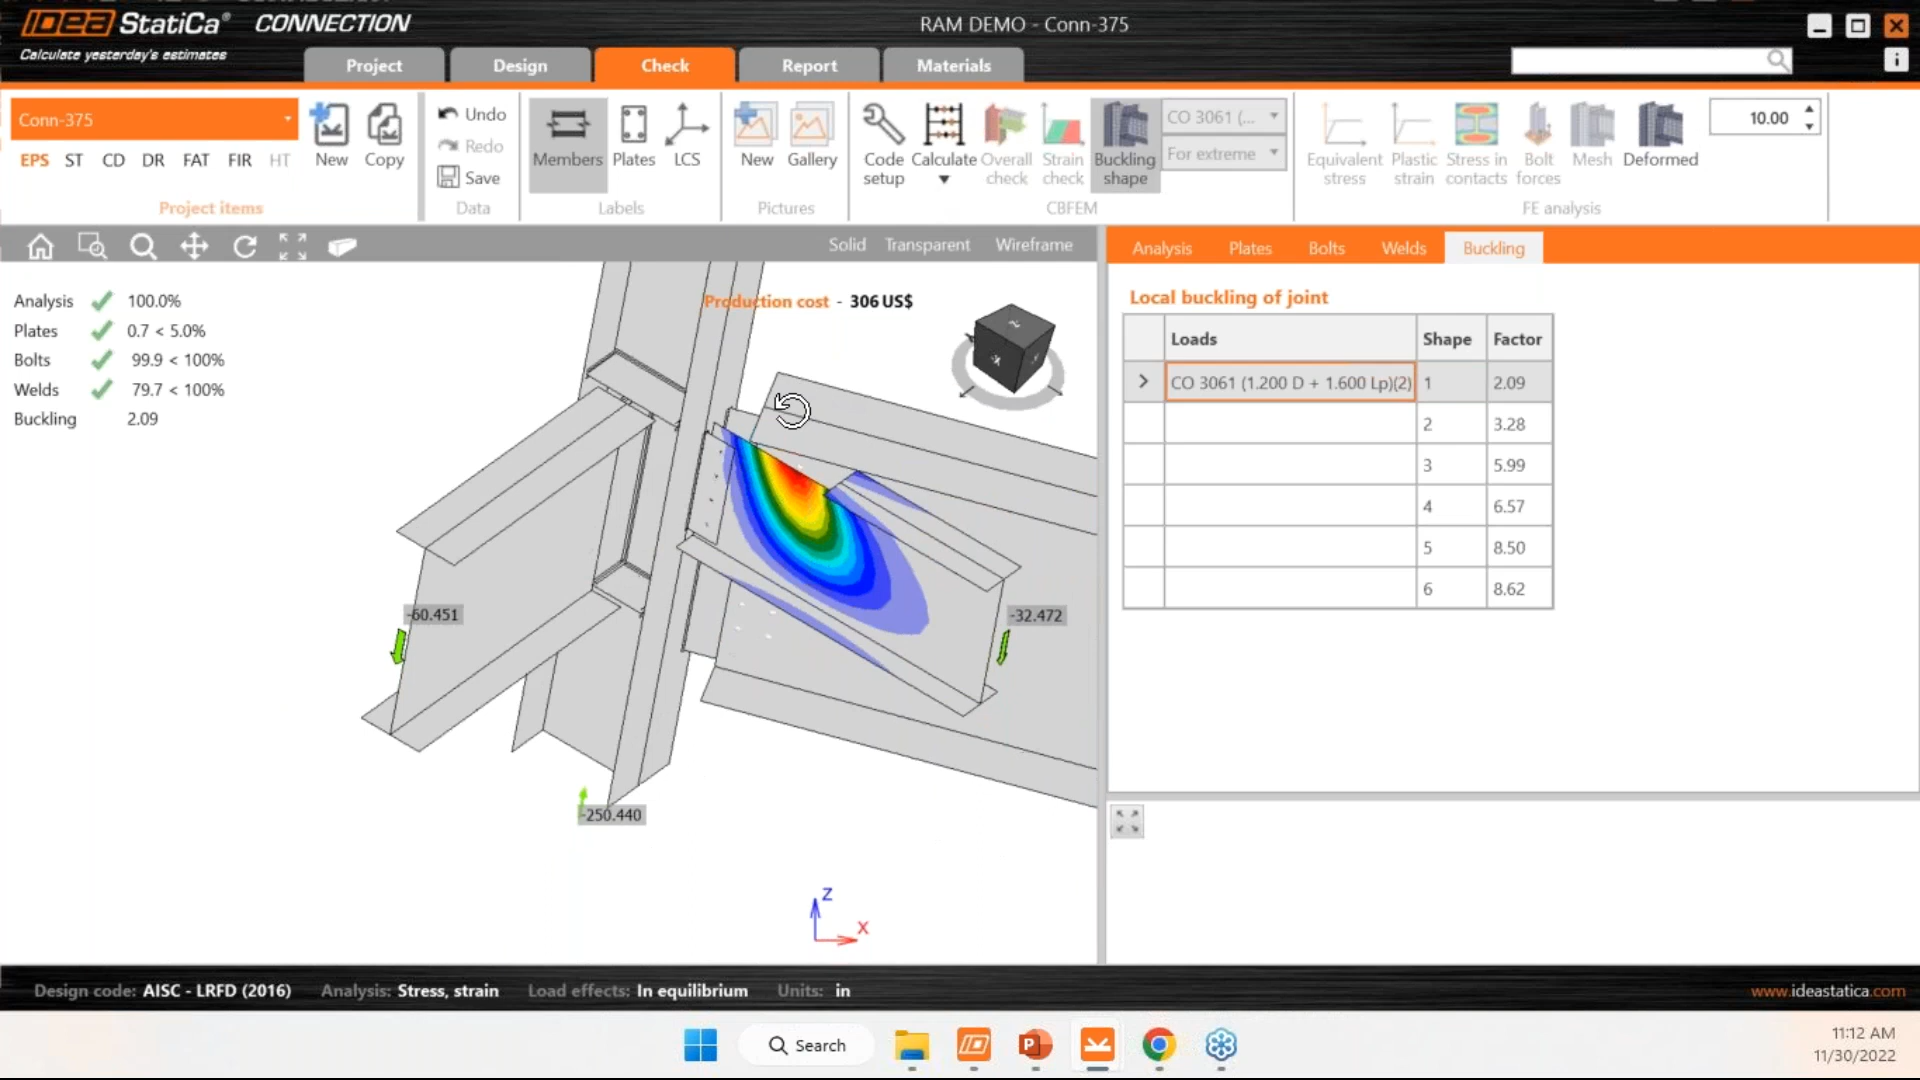 IDEA StatiCa® CONNECTION
Calculate yesterday's estimates
RAM DEMO - Conn-375
Project
Design
Check
Report
Materials
Conn-375
EPS ST CD DR FAT FIR HT
New
Copy
Project items
Undo
Redo
Save
Data
Members
Plates
LCS
Labels
New
Gallery
Pictures
Code setup
Calculate
Overall check
Strain check
Buckling shape
CO 3061 (...
For extreme
CBFEM
Equivalent stress
Plastic strain
Stress in contacts
Bolt forces
Mesh
Deformed
10.00
FE analysis
Solid
Transparent
Wireframe
Analysis 100.0%
Plates 0.7 < 5.0%
Bolts 99.9 < 100%
Welds 79.7 < 100%
Buckling 2.09
Production cost - 306 US$
-60.451
-32.472
-250.440
Z
X
Analysis
Plates
Bolts
Welds
Buckling
Local buckling of joint
Loads Shape Factor
> CO 3061 (1.200 D + 1.600 Lp)(2) 1 2.09
2 3.28
3 5.99
4 6.57
5 8.50
6 8.62
Design code: AISC - LRFD (2016) Analysis: Stress, strain Load effects: In equilibrium Units: in
www.ideastatica.com
Search
11:12 AM
11/30/2022